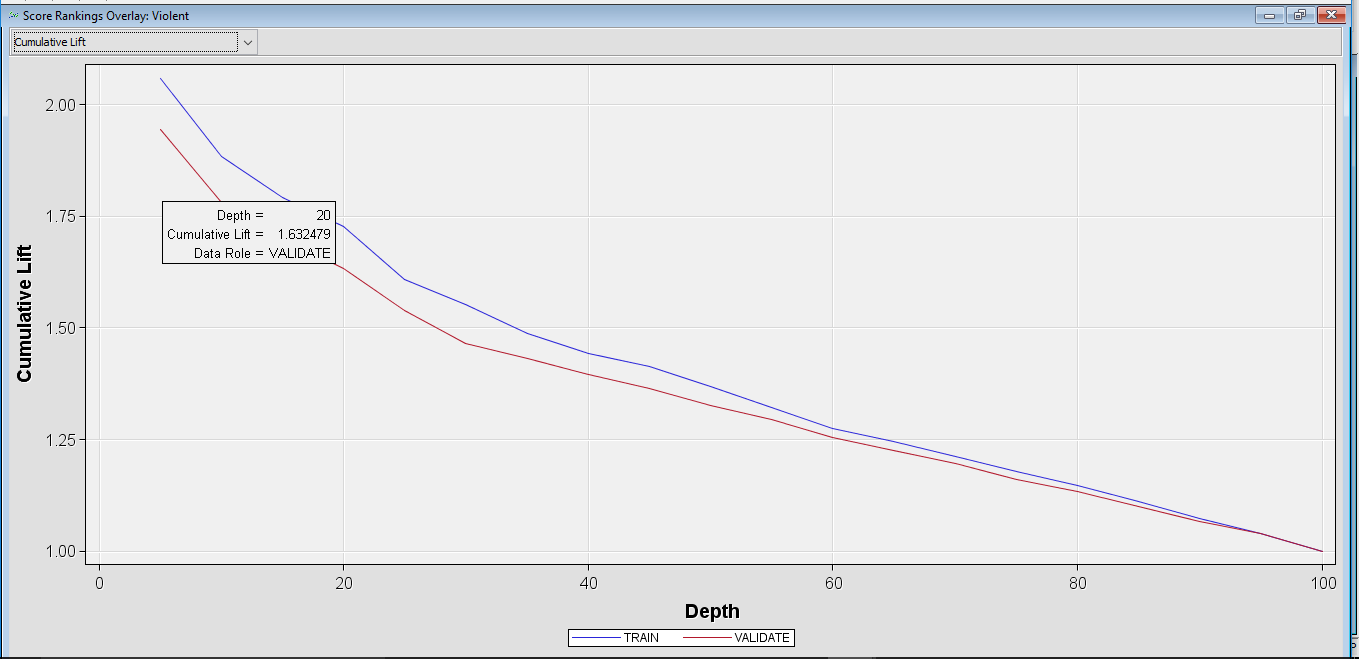 Score Rankings Overlay: Violent
Cumulative Lift
2.00
1.75
1.50
1.25
1.00
Cumulative Lift
Depth = 20
Cumulative Lift = 1.632479
Data Role = VALIDATE
0 20 40 60 80 100
Depth
TRAIN VALIDATE